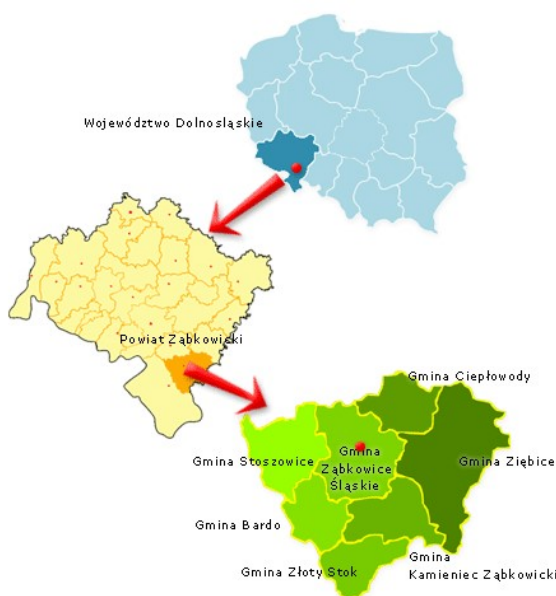 Województwo Dolnosląskie
Powiat Ząbkowicki
Gmina Ciepłowody
Gmina Stoszowice
Gmina
Ząbkowice
Śląskie
Gmina Ziębice
Gmina Bardo
Gmina Złoty Stok
Gmina
Kamieniec Ząbkowicki